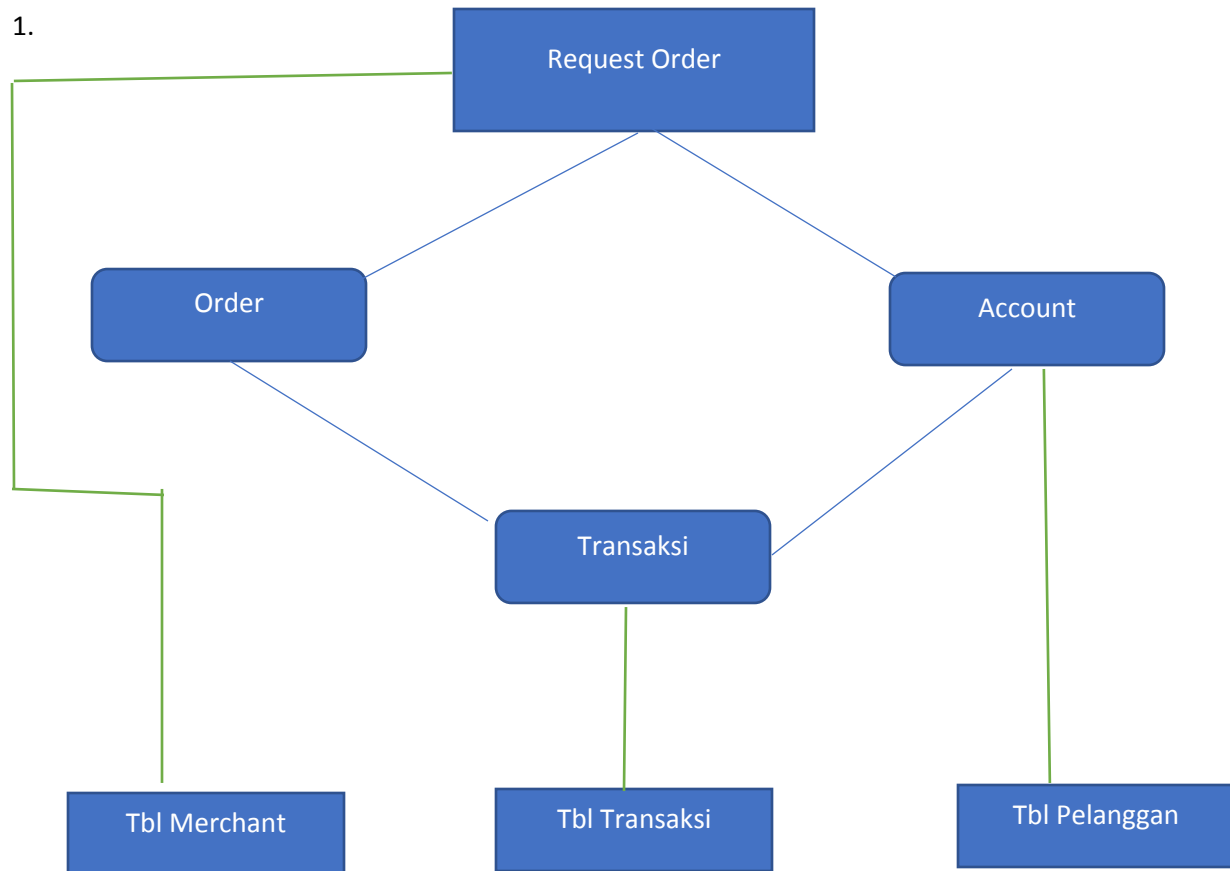 1.
Request Order
Order
Account
Transaksi
Tbl Merchant
Tbl Transaksi
Tbl Pelanggan